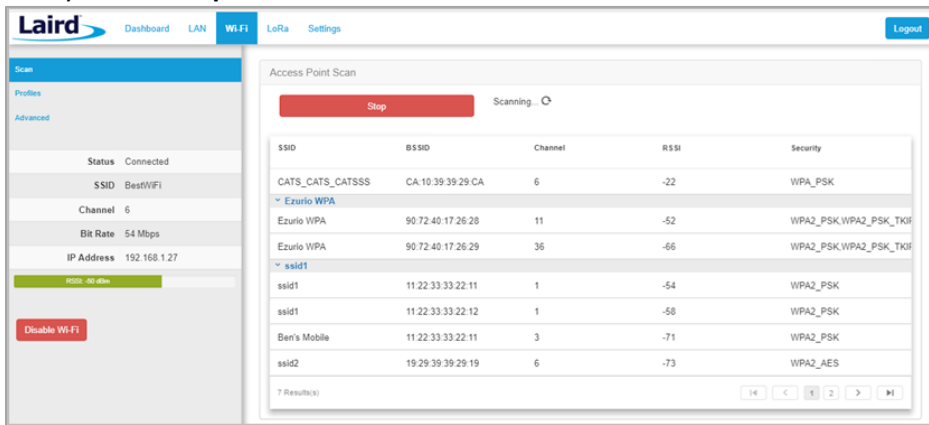 Laird Dashboard LAN Wi-Fi LoRa Settings Logout
Scan
Profiles
Advanced
Status Connected
SSID BestWiFi
Channel 6
Bit Rate 54 Mbps
IP Address 192.168.1.27
RSSI: -50 dBm
Disable Wi-Fi
Access Point Scan
Stop Scanning...
SSID BSSID Channel RSSI Security
CATS_CATS_CATSSS CA:10:39:39:29:CA 6 -22 WPA_PSK
Ezurio WPA
Ezurio WPA 90:72:40:17:26:28 11 -52 WPA2_PSK,WPA2_PSK_TKIP
Ezurio WPA 90:72:40:17:26:29 36 -66 WPA2_PSK,WPA2_PSK_TKIP
ssid1
ssid1 11:22:33:33:22:11 1 -54 WPA2_PSK
ssid1 11:22:33:33:22:12 1 -58 WPA2_PSK
Ben's Mobile 11:22:33:33:22:11 3 -71 WPA2_PSK
ssid2 19:29:39:39:29:19 6 -73 WPA2_AES
7 Results(s) 1 2